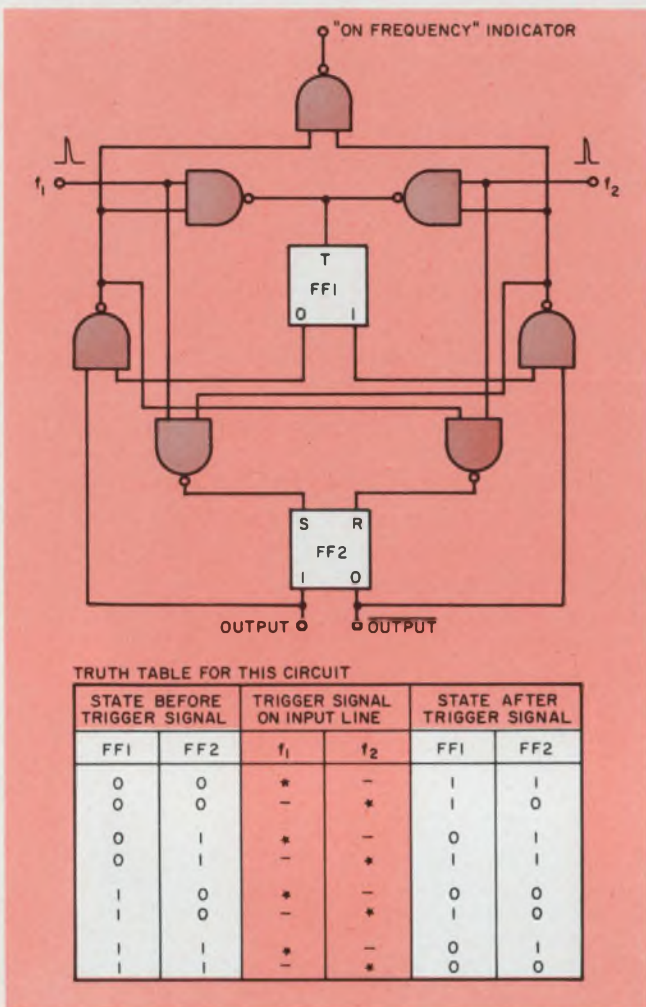 "ON FREQUENCY" INDICATOR
f₁
f₂
T
FF1
0 1
S R
FF2
1 0
OUTPUT OUTPUT
TRUTH TABLE FOR THIS CIRCUIT
STATE BEFORE TRIGGER SIGNAL TRIGGER SIGNAL ON INPUT LINE STATE AFTER TRIGGER SIGNAL
FF1 FF2 f₁ f₂ FF1 FF2
0 0 * – 1 1
0 0 – * 1 0
0 1 * – 0 1
0 1 – * 1 1
1 0 * – 0 0
1 0 – * 1 0
1 1 * – 0 1
1 1 – * 0 0